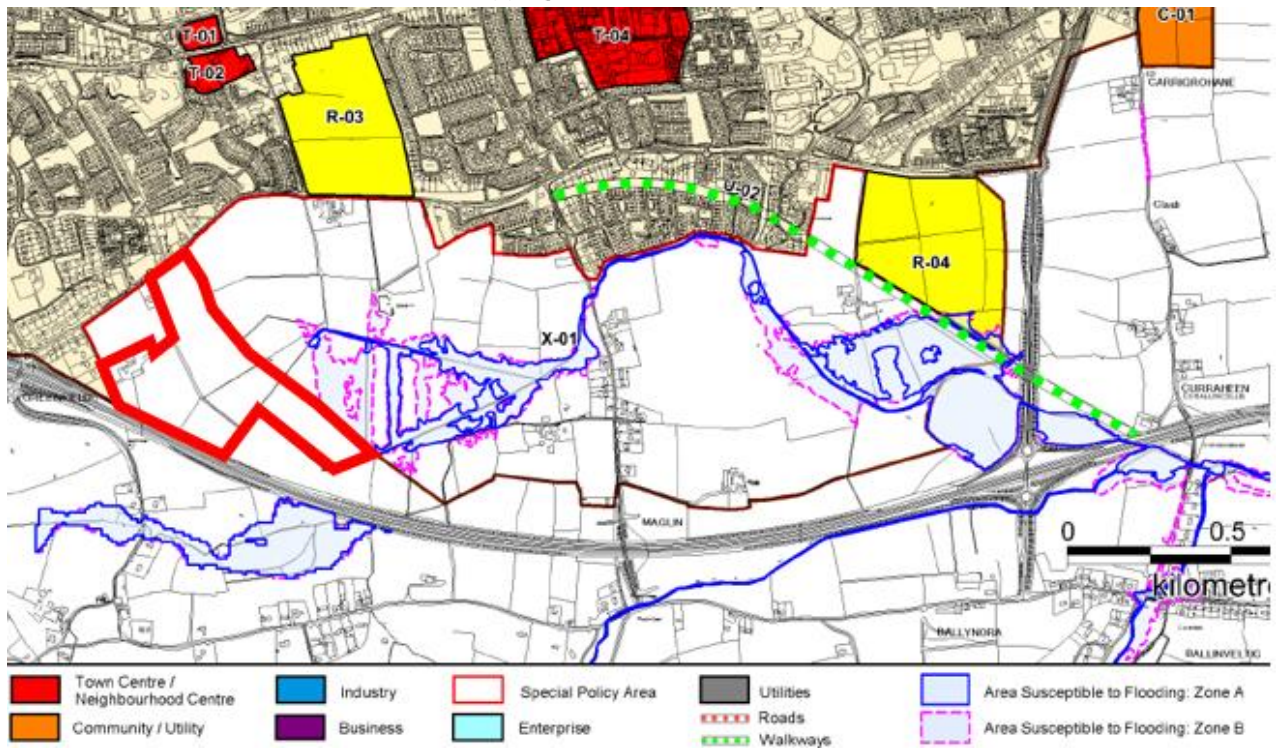 T-01
T-02
T-04
C-01
CARRIGROHANE
R-03
U-02
R-04
X-01
CURRAHEEN
MAGLIN
0 0.5
kilometre
BALLYNORA
Town Centre /
Neighbourhood Centre
Community / Utility
Industry
Business
Special Policy Area
Enterprise
Utilities
Roads
Walkways
Area Susceptible to Flooding: Zone A
Area Susceptible to Flooding: Zone B